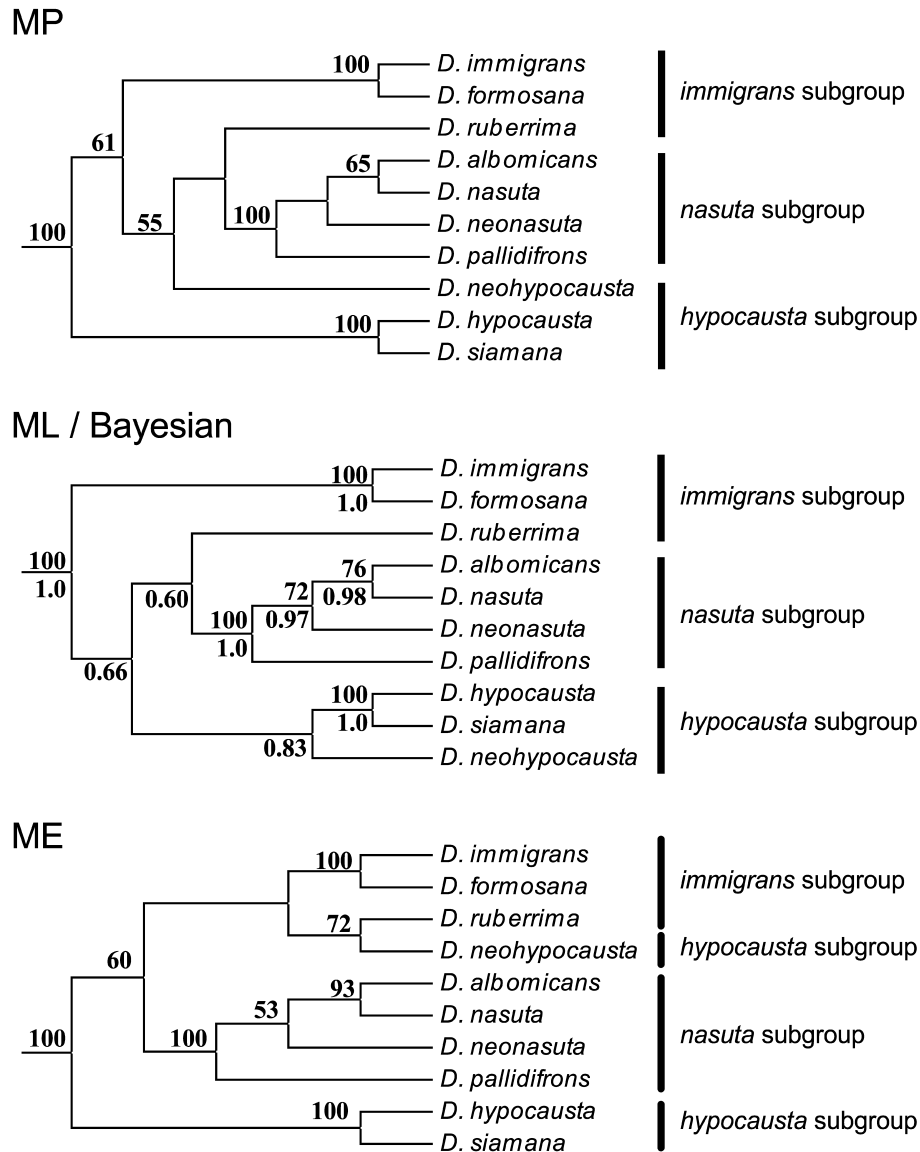 MP
100
D. immigrans
D. formosana
immigrans subgroup
D. ruberrima
61
65
D. albomicans
D. nasuta
nasuta subgroup
100
55
D. neonasuta
100
D. pallidifrons
D. neohypocausta
100
D. hypocausta
hypocausta subgroup
D. siamana
ML / Bayesian
D. immigrans
100
1.0
D. formosana
immigrans subgroup
D. ruberrima
100
1.0
76
D. albomicans
0.60
72
0.98
D. nasuta
nasuta subgroup
100
0.97
D. neonasuta
1.0
D. pallidifrons
0.66
100
D. hypocausta
1.0
D. siamana
hypocausta subgroup
0.83
D. neohypocausta
ME
100
D. immigrans
D. formosana
immigrans subgroup
72
D. ruberrima
D. neohypocausta
hypocausta subgroup
60
93
D. albomicans
53
D. nasuta
nasuta subgroup
100
100
D. neonasuta
D. pallidifrons
100
D. hypocausta
hypocausta subgroup
D. siamana